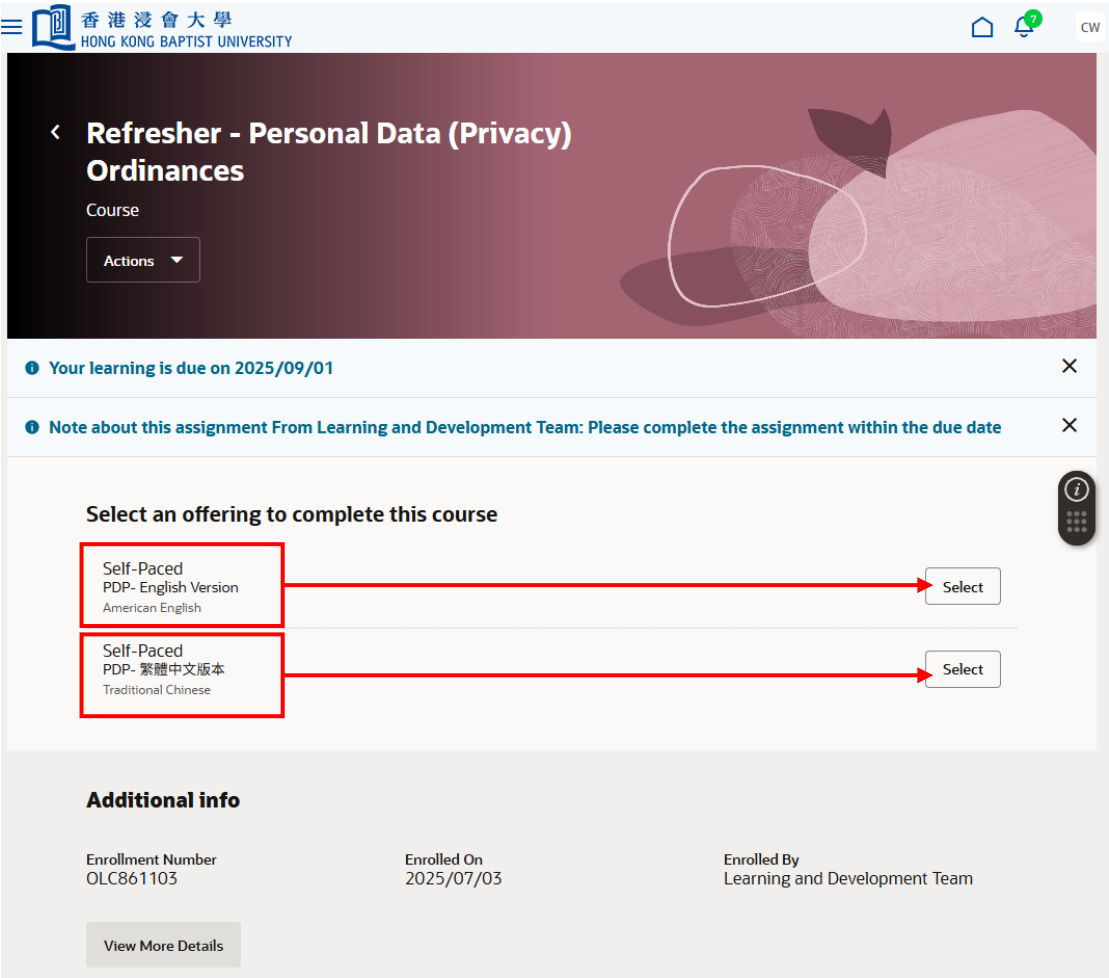 香港浸會大學
HONG KONG BAPTIST UNIVERSITY
7
CW
Refresher - Personal Data (Privacy)
Ordinances
Course
Actions
Your learning is due on 2025/09/01
Note about this assignment From Learning and Development Team: Please complete the assignment within the due date
Select an offering to complete this course
Self-Paced
PDP- English Version
American English
Select
Self-Paced
PDP- 繁體中文版本
Traditional Chinese
Select
Additional info
Enrollment Number
OLC861103
Enrolled On
2025/07/03
Enrolled By
Learning and Development Team
View More Details